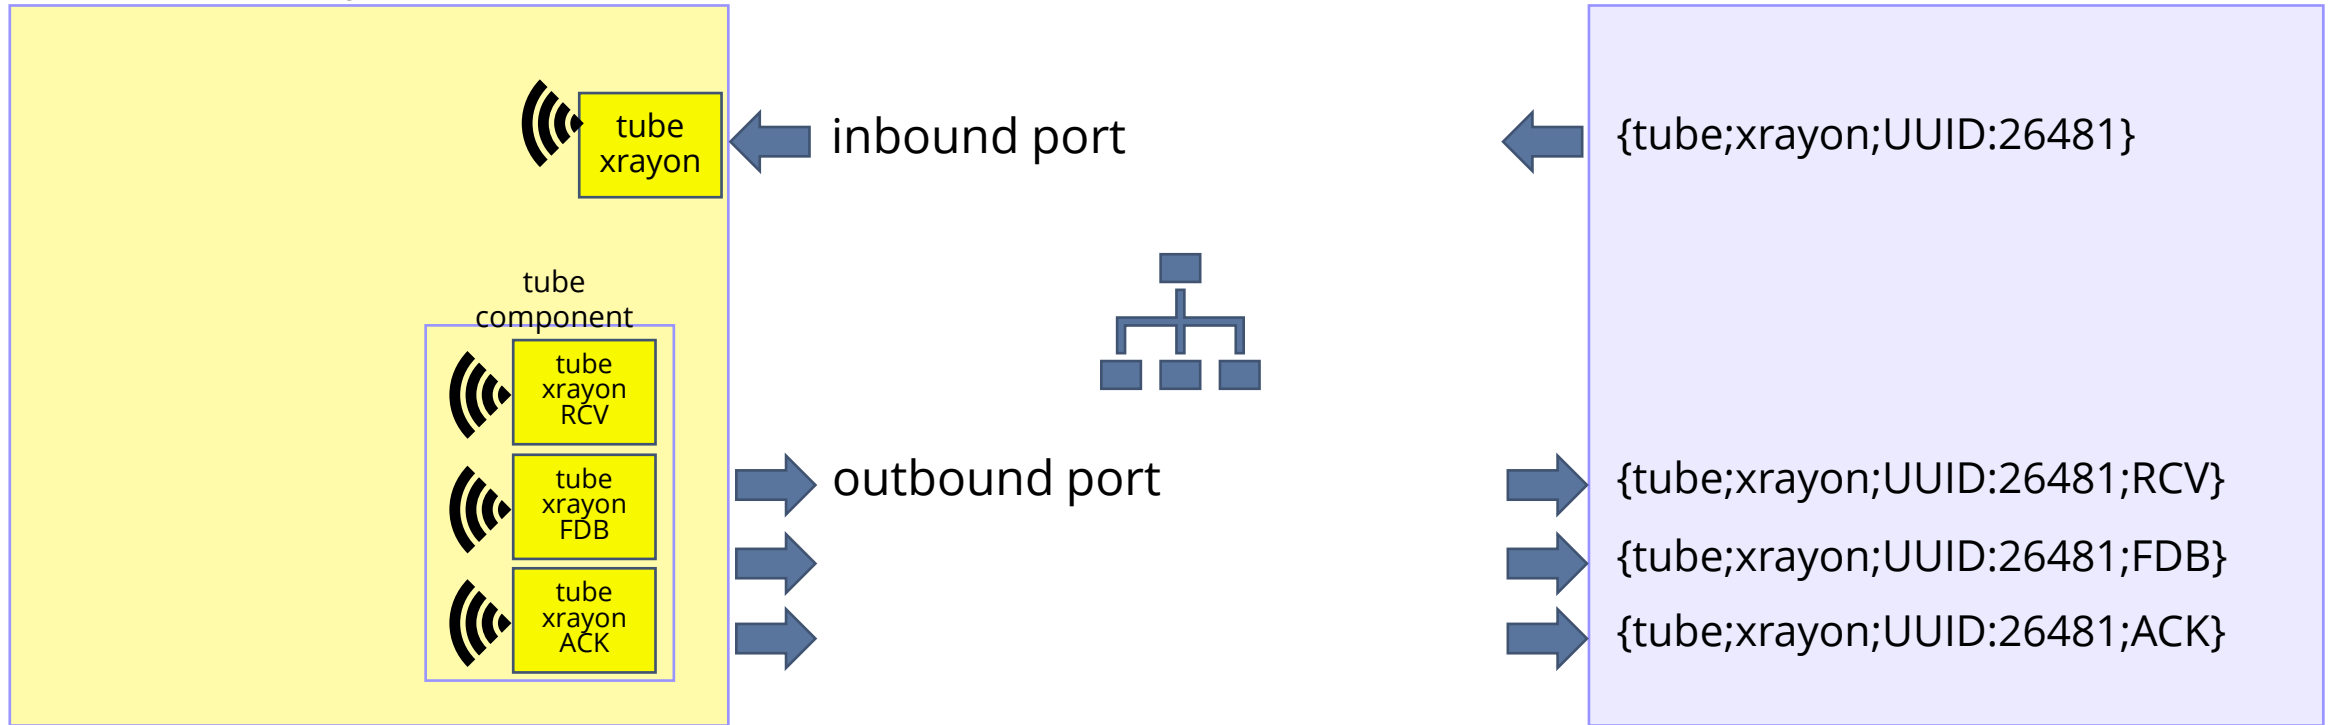 tube
xrayon
inbound port
{tube;xrayon;UUID:26481}
tube
component
tube
xrayon
RCV
outbound port
{tube;xrayon;UUID:26481;RCV}
tube
xrayon
FDB
{tube;xrayon;UUID:26481;FDB}
tube
xrayon
ACK
{tube;xrayon;UUID:26481;ACK}